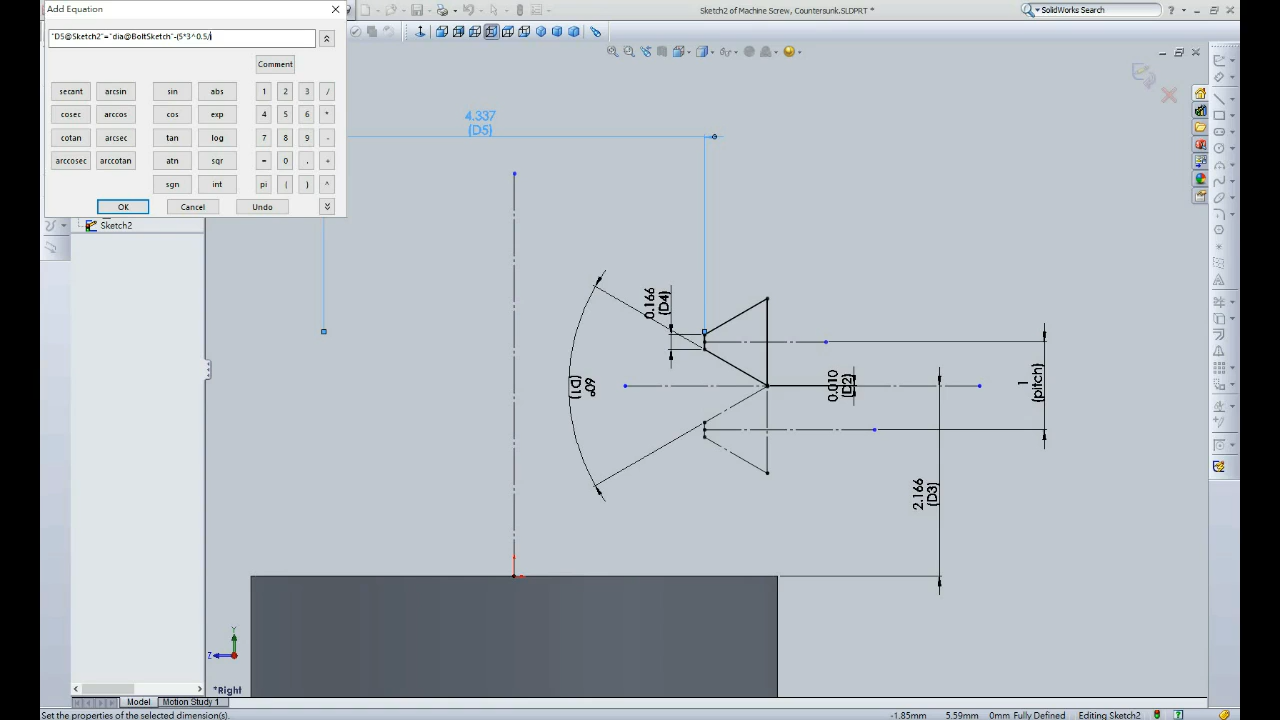 Add Equation
SolidWorks
Sketch2 of Machine Screw, Countersunk.SLDPRT *
SolidWorks Search
"D5@Sketch2"="dia@BoltSketch"-(5*3^0.5/
Comment
secant arcsin sin abs 1 2 3 /
cosec arccos cos exp 4 5 6 *
cotan arcsec tan log 7 8 9 -
arccosec arccotan atn sqr = 0 . +
sgn int pi ( ) ^
OK Cancel Undo
Sketch2
4.337
(D5)
0.166
(D4)
60°
(D1)
0.010
(D2)
1
(pitch)
2.166
(D3)
Y
Z
*Right
Model Motion Study 1
Set the properties of the selected dimension(s).
-1.85mm 5.59mm 0mm Fully Defined Editing Sketch2